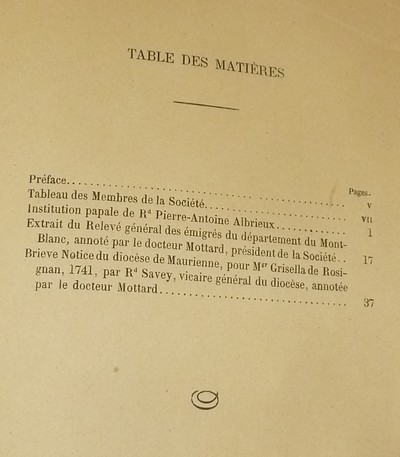 TABLE DES MATIÈRES
Pages.
Préface. v
Tableau des Membres de la Société. vii
Institution papale de Rd Pierre-Antoine Albrieux. 1
Extrait du Relevé général des émigrés du département du Mont-
Blanc, annoté par le docteur Mottard, président de la Société. 17
Brieve Notice du diocèse de Maurienne, pour Mgr Grisella de Rosi-
gnan, 1741, par Rd Savey, vicaire général du diocèse, annotée
par le docteur Mottard. 37